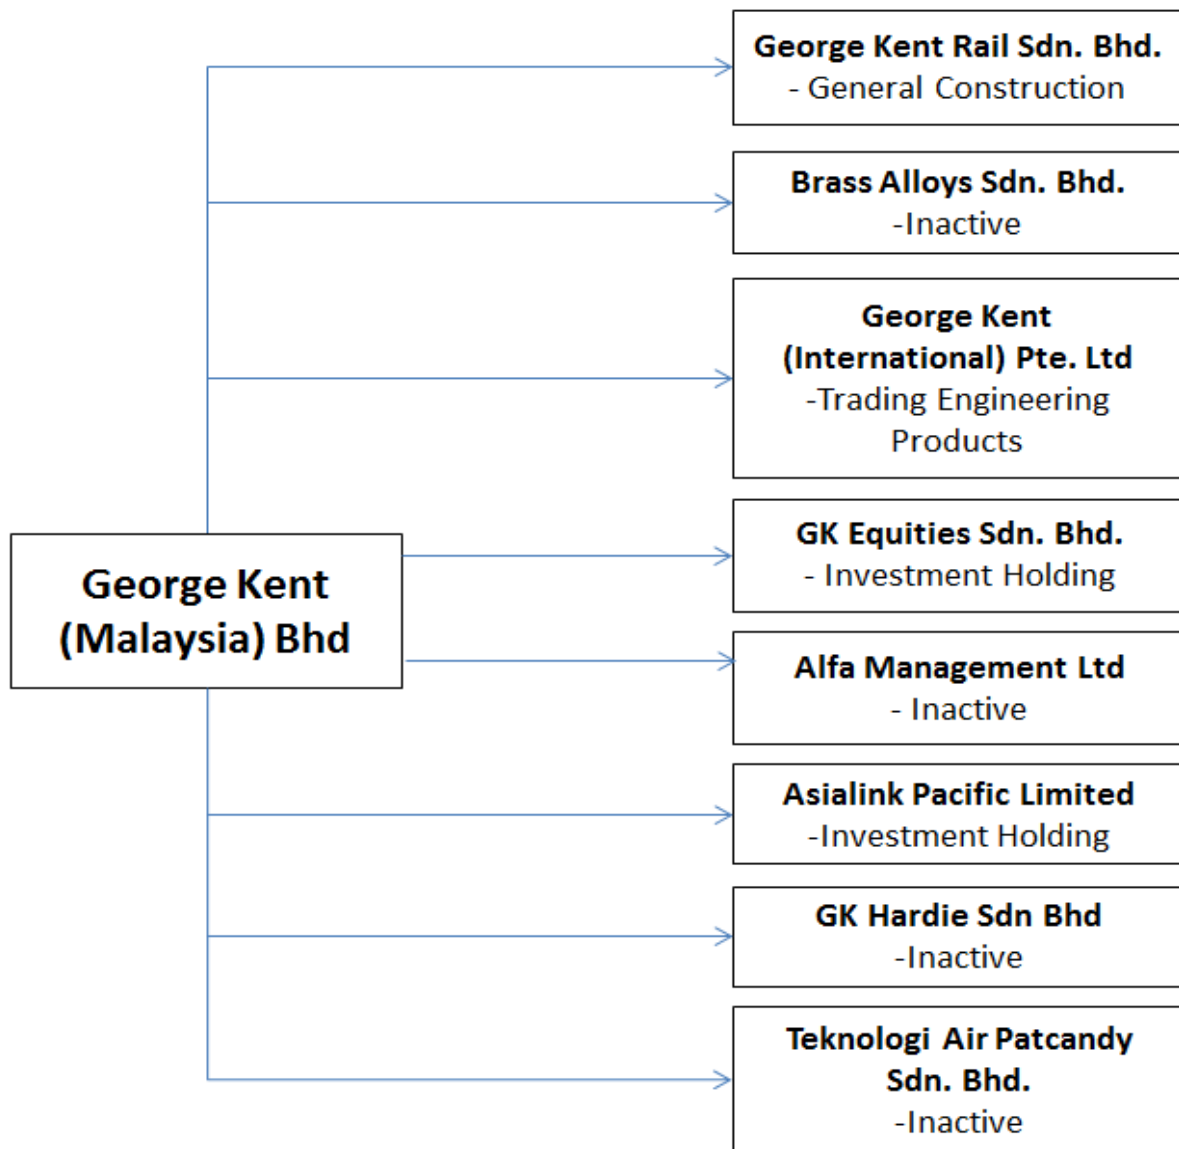 George Kent Rail Sdn. Bhd.
- General Construction
Brass Alloys Sdn. Bhd.
-Inactive
George Kent
(International) Pte. Ltd
-Trading Engineering
Products
George Kent
(Malaysia) Bhd
GK Equities Sdn. Bhd.
- Investment Holding
Alfa Management Ltd
- Inactive
Asialink Pacific Limited
-Investment Holding
GK Hardie Sdn Bhd
-Inactive
Teknologi Air Patcandy
Sdn. Bhd.
-Inactive